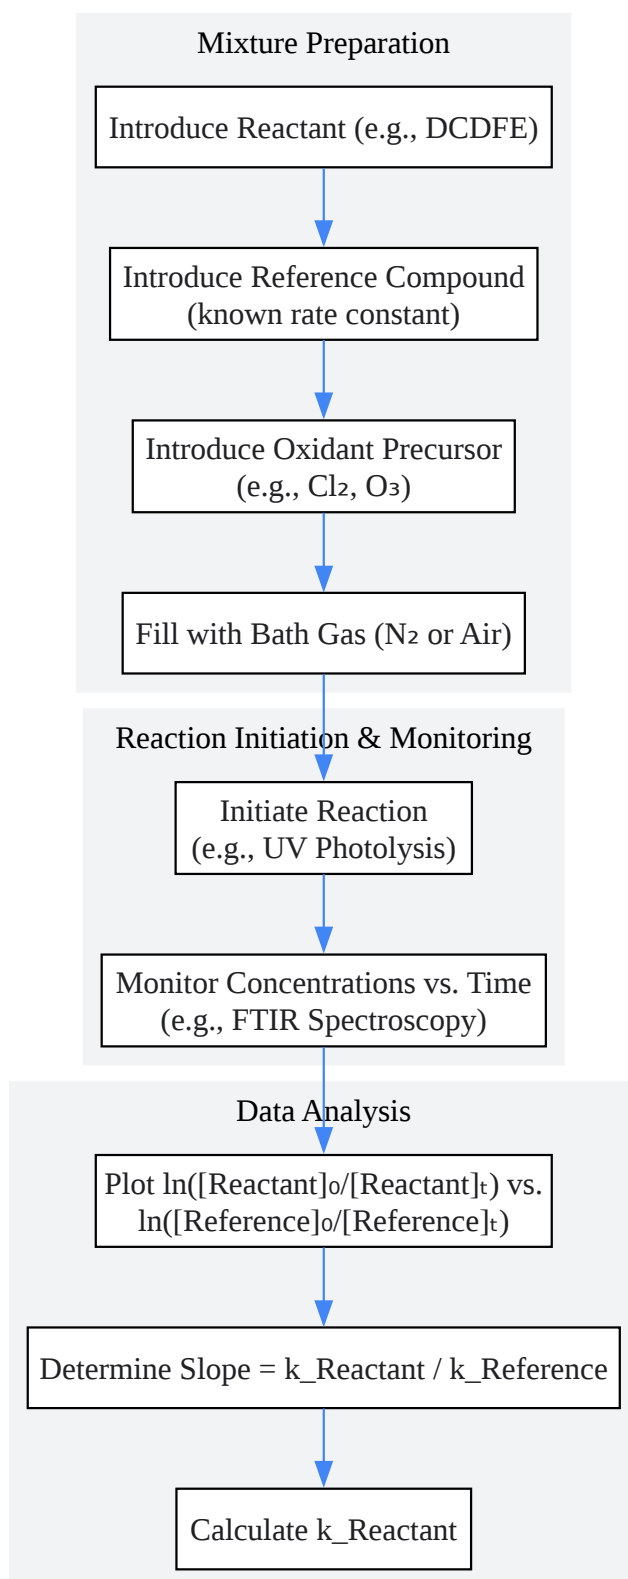 Mixture Preparation
Introduce Reactant (e.g., DCDFE)
Introduce Reference Compound
(known rate constant)
Introduce Oxidant Precursor
(e.g., Cl₂, O₃)
Fill with Bath Gas (N₂ or Air)
Reaction Initiation & Monitoring
Initiate Reaction
(e.g., UV Photolysis)
Monitor Concentrations vs. Time
(e.g., FTIR Spectroscopy)
Data Analysis
Plot ln([Reactant]₀/[Reactant]ₜ) vs.
ln([Reference]₀/[Reference]ₜ)
Determine Slope = k_Reactant / k_Reference
Calculate k_Reactant